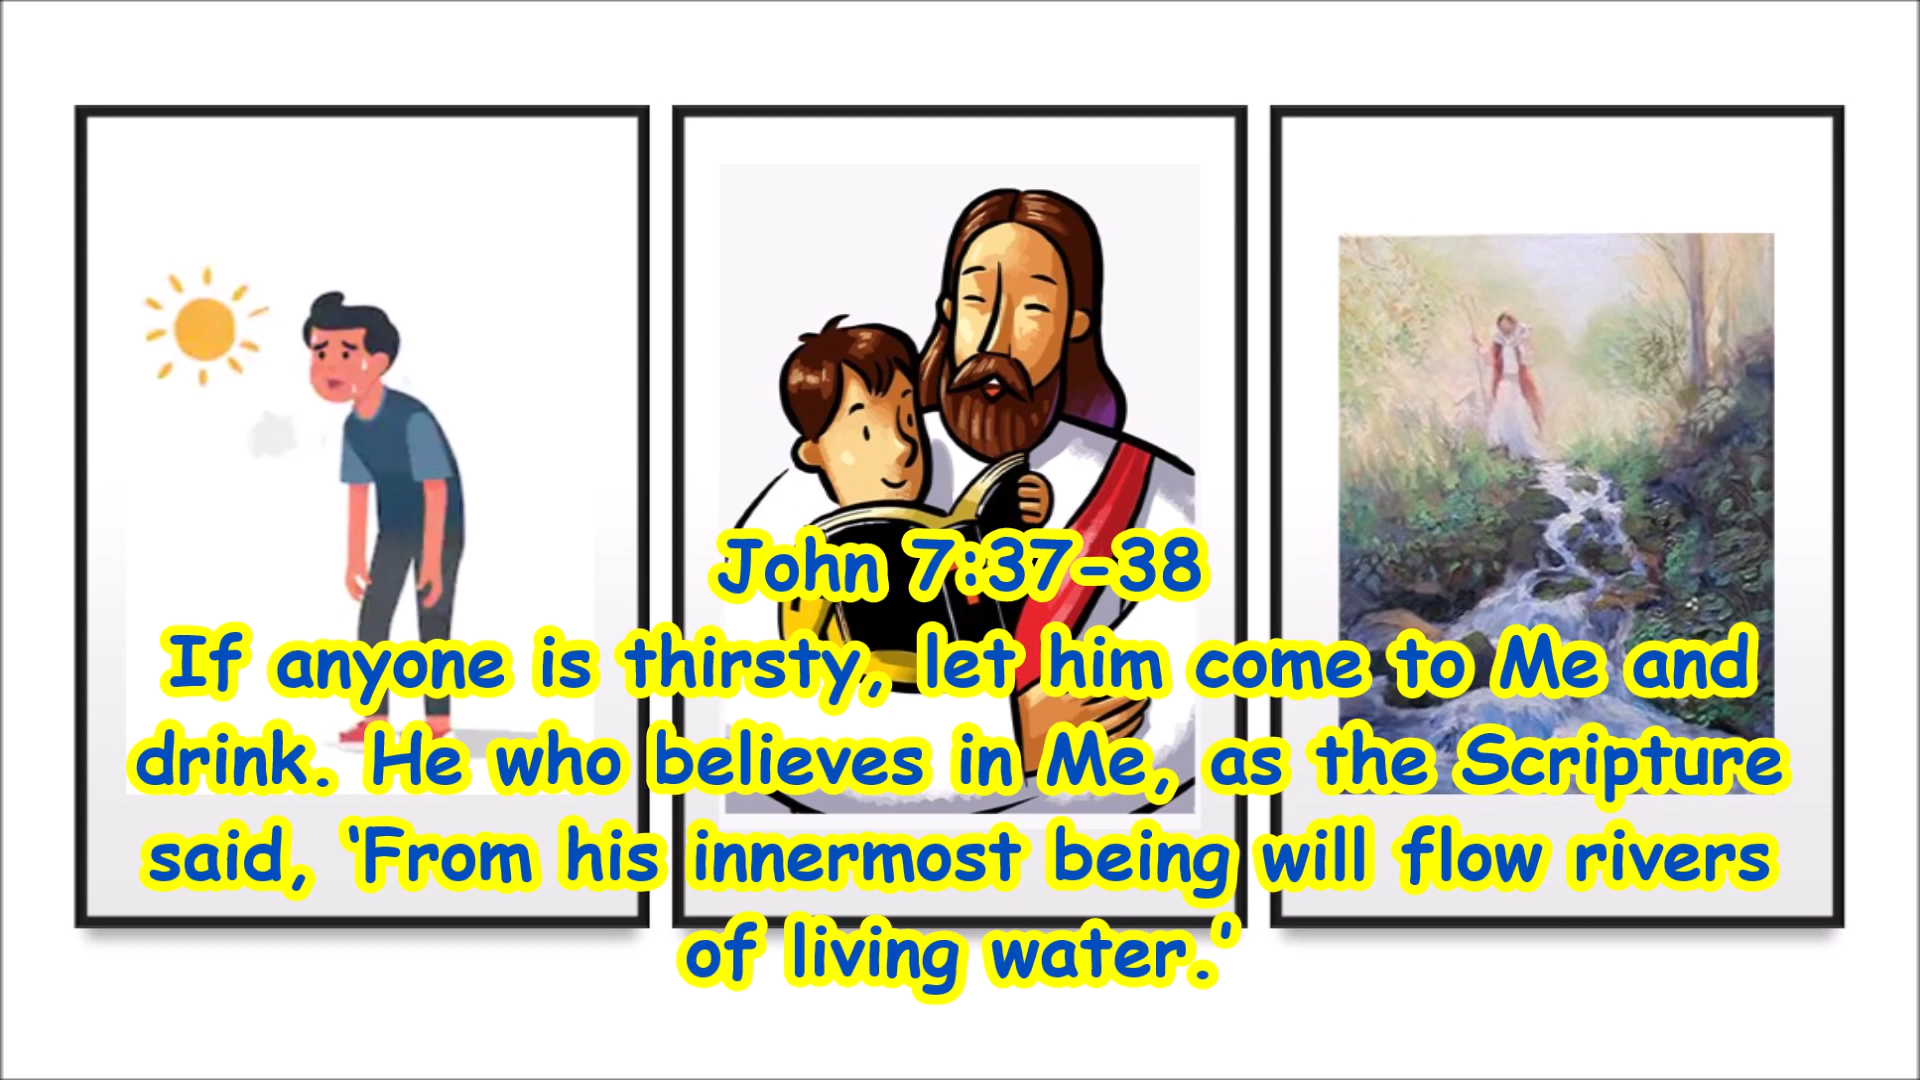 John 7:37-38
If anyone is thirsty, let him come to Me and
drink. He who believes in Me, as the Scripture
said, ‘From his innermost being will flow rivers
of living water.’